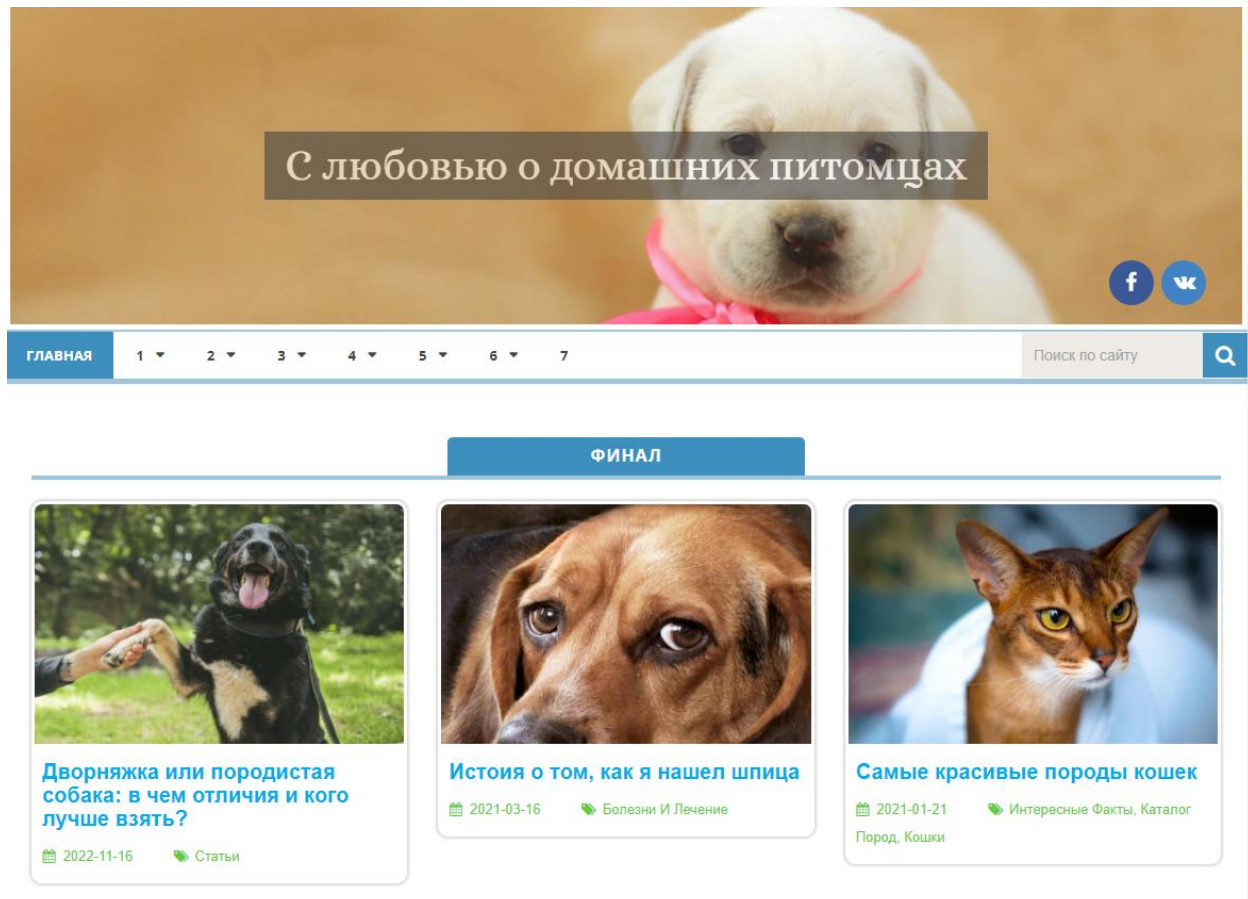 С любовью о домашних питомцах
f
ГЛАВНАЯ 1 2 3 4 5 6 7 Поиск по сайту
ФИНАЛ
Дворняжка или породистая
собака: в чем отличия и кого
лучше взять?
2022-11-16 Статьи
Истоия о том, как я нашел шпица
2021-03-16 Болезни И Лечение
Самые красивые породы кошек
2021-01-21 Интересные Факты, Каталог
Пород, Кошки